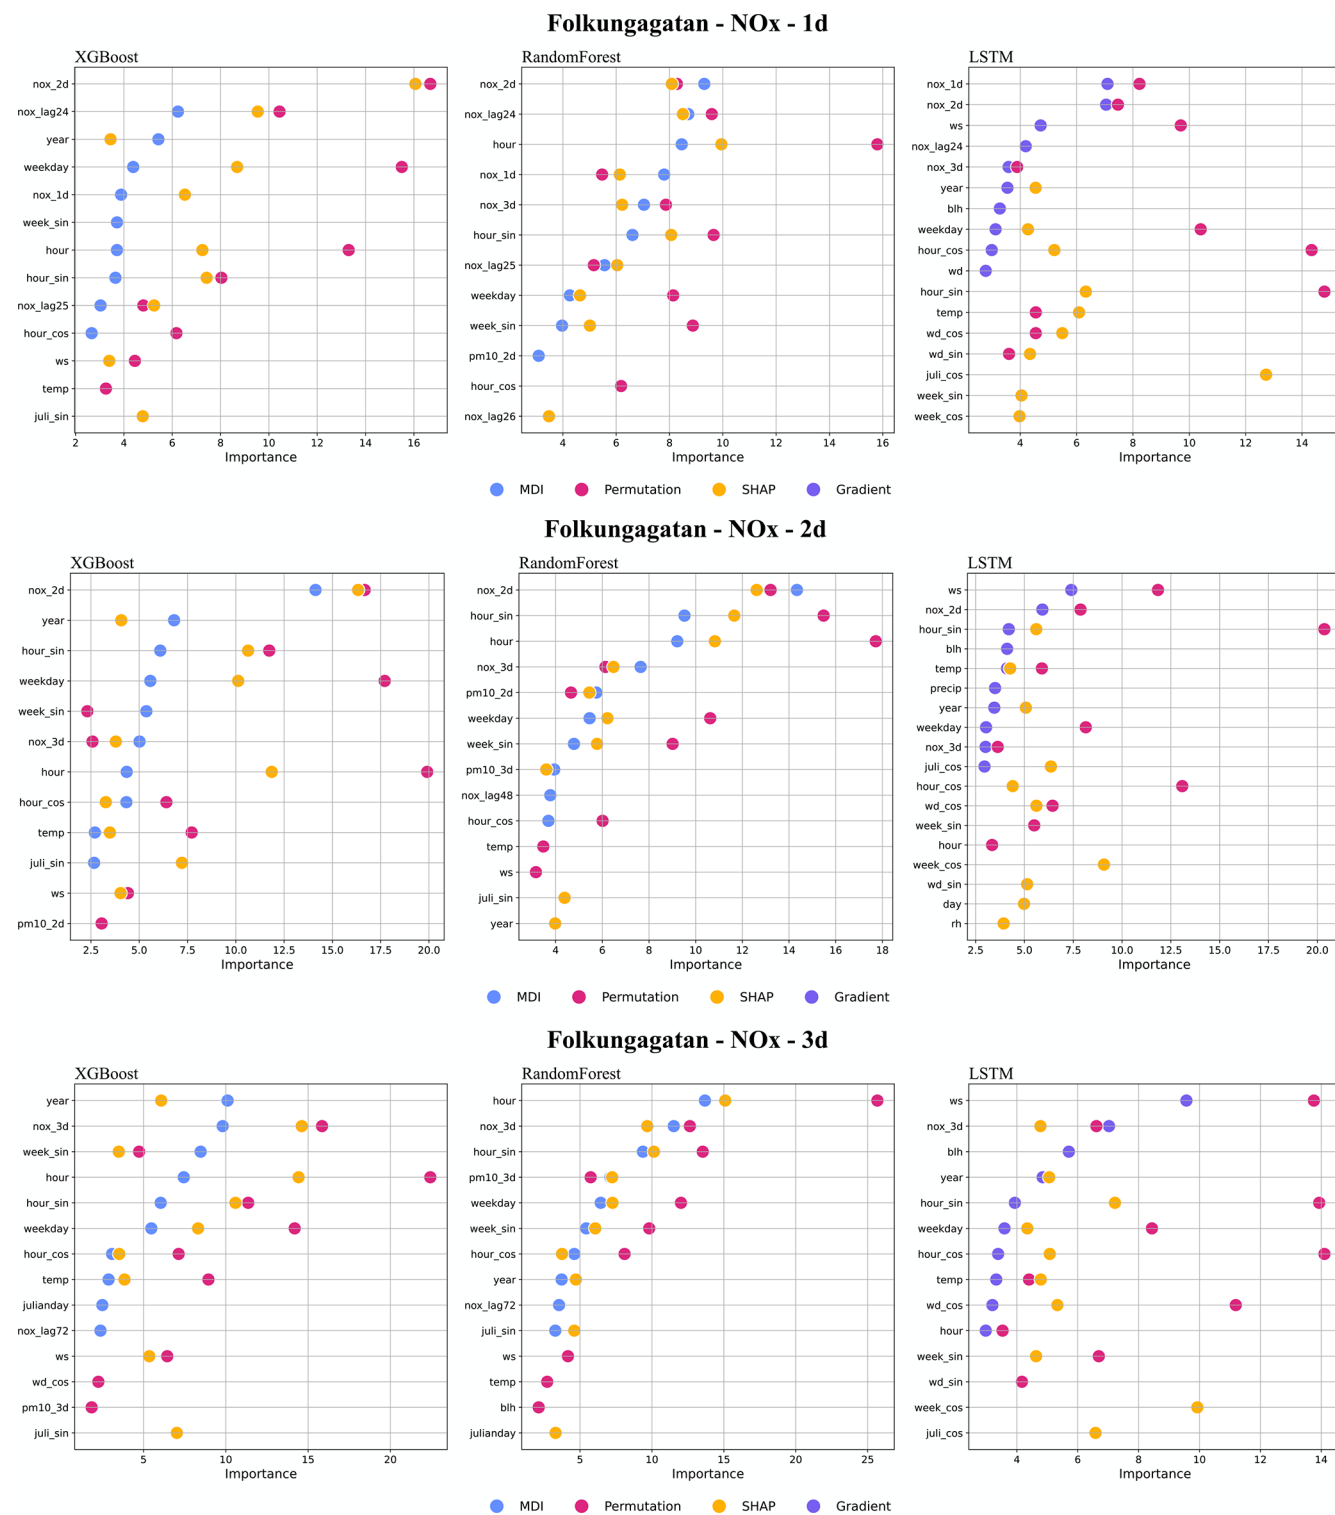 Folkungagatan - NOx - 1d
XGBoost
nox_2d
nox_lag24
year
weekday
nox_1d
week_sin
hour
hour_sin
nox_lag25
hour_cos
ws
temp
juli_sin
2 4 6 8 10 12 14 16
Importance
RandomForest
nox_2d
nox_lag24
hour
nox_1d
nox_3d
hour_sin
nox_lag25
weekday
week_sin
pm10_2d
hour_cos
nox_lag26
4 6 8 10 12 14 16
Importance
LSTM
nox_1d
nox_2d
ws
nox_lag24
nox_3d
year
blh
weekday
hour_cos
wd
hour_sin
temp
wd_cos
wd_sin
juli_cos
week_sin
week_cos
4 6 8 10 12 14
Importance
MDI Permutation SHAP Gradient
Folkungagatan - NOx - 2d
XGBoost
nox_2d
year
hour_sin
weekday
week_sin
nox_3d
hour
hour_cos
temp
juli_sin
ws
pm10_2d
2.5 5.0 7.5 10.0 12.5 15.0 17.5 20.0
Importance
RandomForest
nox_2d
hour_sin
hour
nox_3d
pm10_2d
weekday
week_sin
pm10_3d
nox_lag48
hour_cos
temp
ws
juli_sin
year
4 6 8 10 12 14 16 18
Importance
LSTM
ws
nox_2d
hour_sin
blh
temp
precip
year
weekday
nox_3d
juli_cos
hour_cos
wd_cos
week_sin
hour
week_cos
wd_sin
day
rh
2.5 5.0 7.5 10.0 12.5 15.0 17.5 20.0
Importance
MDI Permutation SHAP Gradient
Folkungagatan - NOx - 3d
XGBoost
year
nox_3d
week_sin
hour
hour_sin
weekday
hour_cos
temp
julianday
nox_lag72
ws
wd_cos
pm10_3d
juli_sin
5 10 15 20
Importance
RandomForest
hour
nox_3d
hour_sin
pm10_3d
weekday
week_sin
hour_cos
year
nox_lag72
juli_sin
ws
temp
blh
julianday
5 10 15 20 25
Importance
LSTM
ws
nox_3d
blh
year
hour_sin
weekday
hour_cos
temp
wd_cos
hour
week_sin
wd_sin
week_cos
juli_cos
4 6 8 10 12 14
Importance
MDI Permutation SHAP Gradient